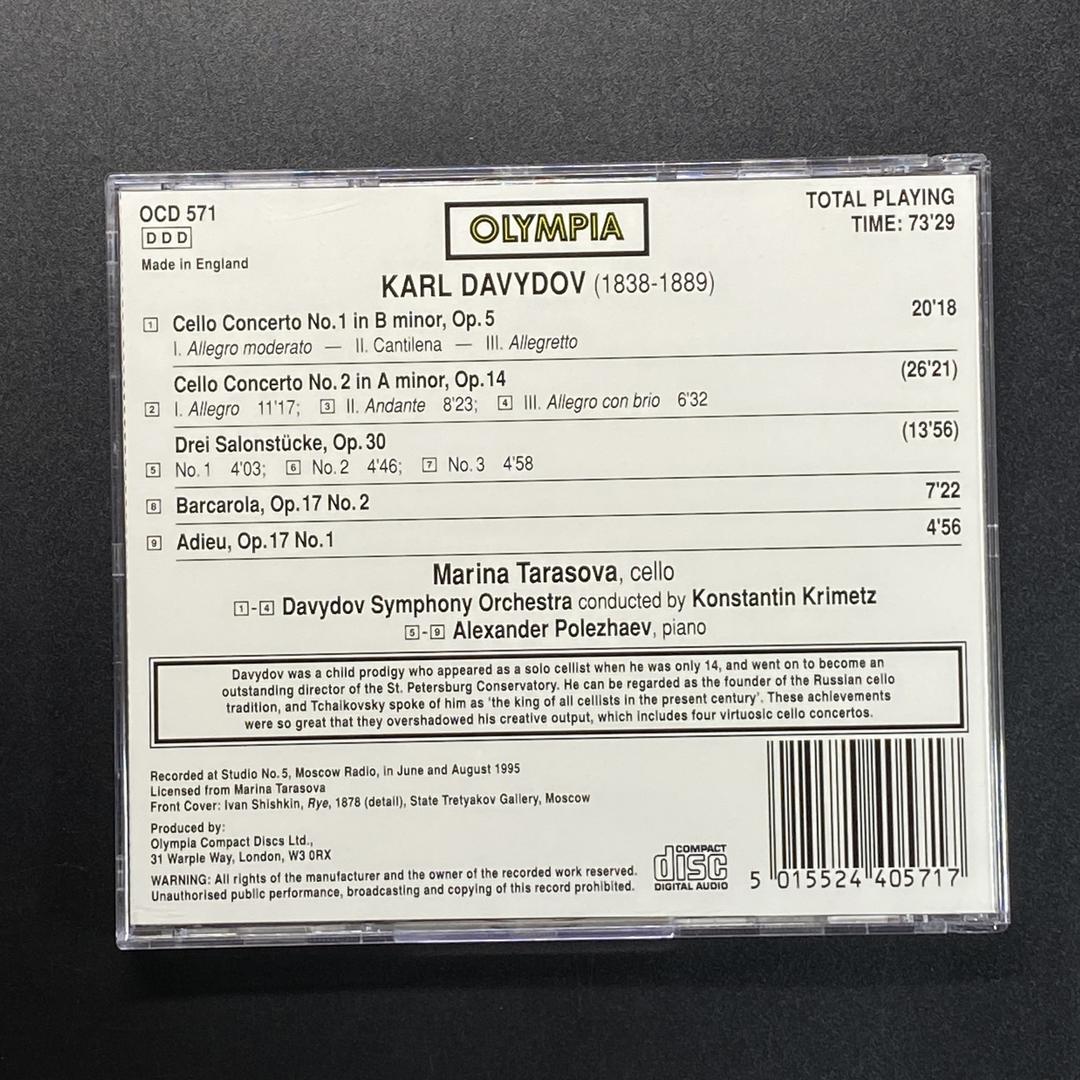 OCD 571
DDD
Made in England
OLYMPIA
TOTAL PLAYING
TIME: 73'29
KARL DAVYDOV (1838-1889)
1 Cello Concerto No.1 in B minor, Op.5 20'18
I. Allegro moderato — II. Cantilena — III. Allegretto
Cello Concerto No.2 in A minor, Op.14 (26'21)
2 I. Allegro 11'17; 3 II. Andante 8'23; 4 III. Allegro con brio 6'32
Drei Salonstücke, Op.30 (13'56)
5 No.1 4'03; 6 No.2 4'46; 7 No.3 4'58
8 Barcarola, Op.17 No.2 7'22
9 Adieu, Op.17 No.1 4'56
Marina Tarasova, cello
1-4 Davydov Symphony Orchestra conducted by Konstantin Krimetz
5-9 Alexander Polezhaev, piano
Davydov was a child prodigy who appeared as a solo cellist when he was only 14, and went on to become an
outstanding director of the St. Petersburg Conservatory. He can be regarded as the founder of the Russian cello
tradition, and Tchaikovsky spoke of him as 'the king of all cellists in the present century'. These achievements
were so great that they overshadowed his creative output, which includes four virtuosic cello concertos.
Recorded at Studio No.5, Moscow Radio, in June and August 1995
Licensed from Marina Tarasova
Front Cover: Ivan Shishkin, Rye, 1878 (detail), State Tretyakov Gallery, Moscow
Produced by:
Olympia Compact Discs Ltd.,
31 Warple Way, London, W3 0RX
WARNING: All rights of the manufacturer and the owner of the recorded work reserved.
Unauthorised public performance, broadcasting and copying of this record prohibited.
COMPACT
disc
DIGITAL AUDIO
5 015524 405717